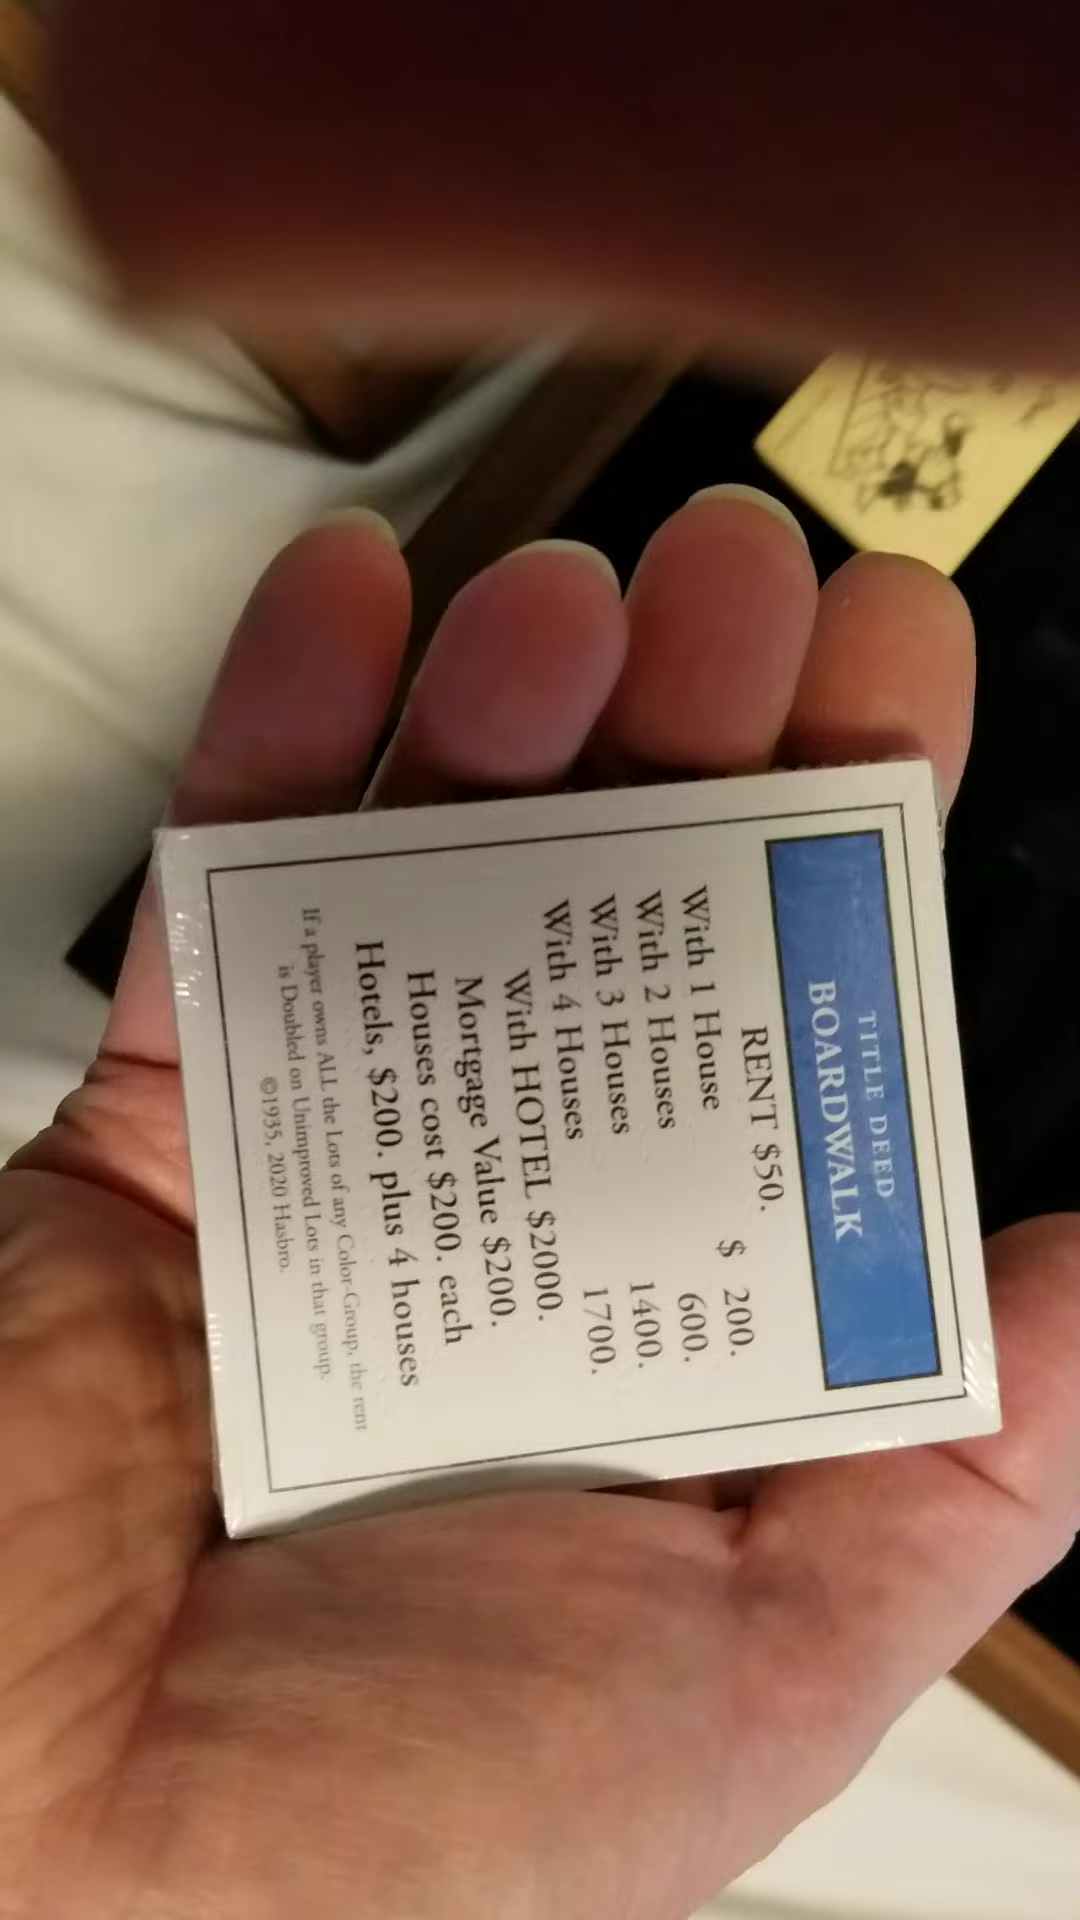 TITLE DEED
BOARDWALK
RENT $50.
With 1 House $ 200.
With 2 Houses 600.
With 3 Houses 1400.
With 4 Houses 1700.
With HOTEL $2000.
Mortgage Value $200.
Houses cost $200. each
Hotels, $200. plus 4 houses
If a player owns ALL the Lots of any Color-Group, the rent
is Doubled on Unimproved Lots in that group.
©1935, 2020 Hasbro.